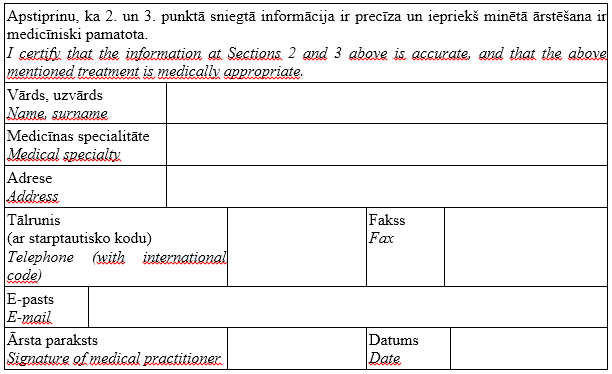 Apstiprinu, ka 2. un 3. punktā sniegtā informācija ir precīza un iepriekš minētā ārstēšana ir
medicīniski pamatota.
I certify that the information at Sections 2 and 3 above is accurate, and that the above
mentioned treatment is medically appropriate.
Vārds, uzvārds
Name, surname
Medicīnas specialitāte
Medical specialty
Adrese
Address
Tālrunis
(ar starptautisko kodu)
Telephone (with international
code)
Fakss
Fax
E-pasts
E-mail
Ārsta paraksts
Signature of medical practitioner
Datums
Date